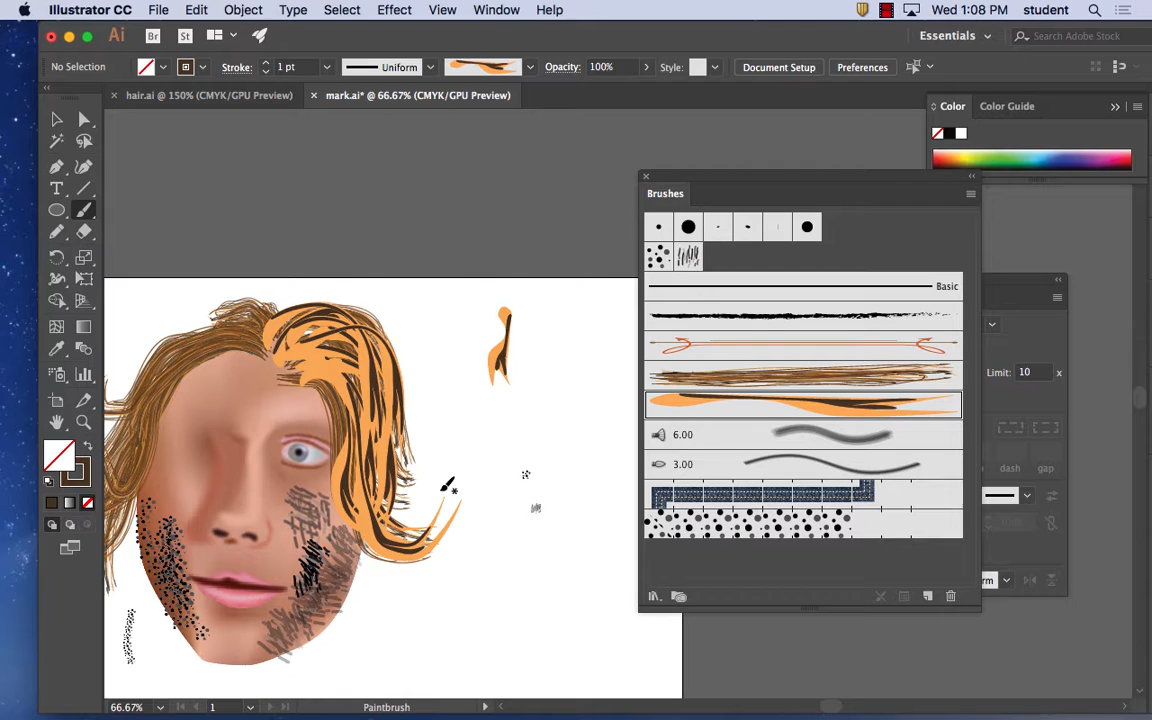 Illustrator CC File Edit Object Type Select Effect View Window Help Wed 1:08 PM student
Ai Br St Essentials Search Adobe Stock
No Selection Stroke: 1 pt Uniform Opacity: 100% Style: Document Setup Preferences
hair.ai @ 150% (CMYK/GPU Preview) mark.ai* @ 66.67% (CMYK/GPU Preview)
Color Color Guide
Brushes
Basic
Limit: 10 x
6.00
3.00
dash gap
66.67% 1 Paintbrush